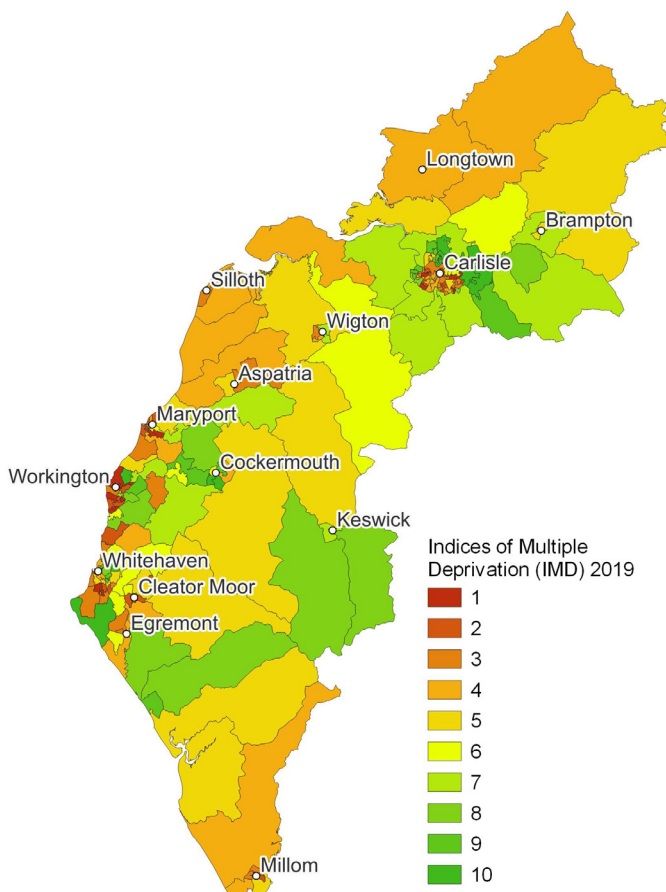 Longtown
Brampton
Carlisle
Silloth
Wigton
Aspatria
Maryport
Cockermouth
Workington
Keswick
Indices of Multiple
Deprivation (IMD) 2019
Whitehaven
1
Cleator Moor
2
Egremont
3
4
5
6
7
8
9
Millom
10